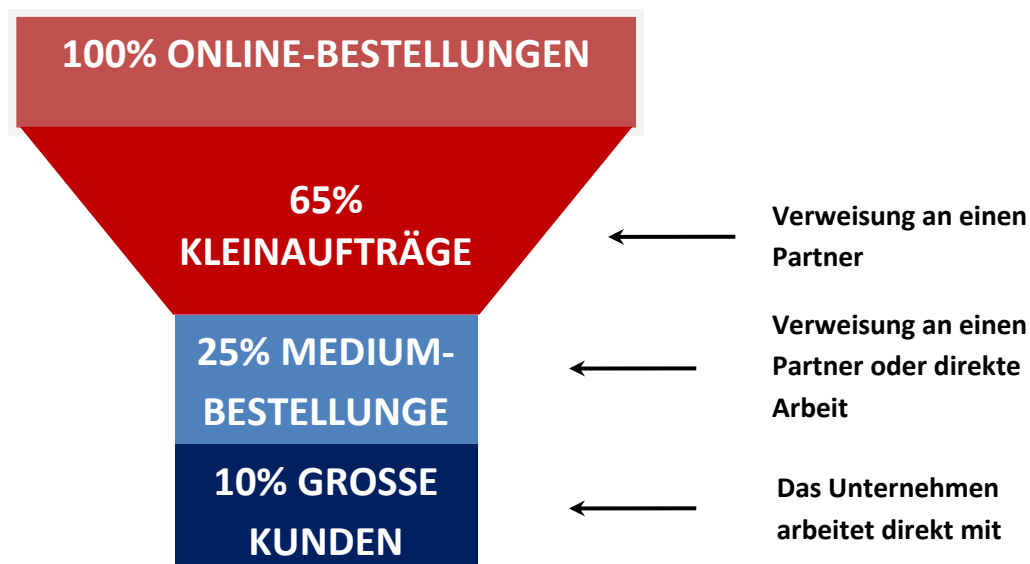 100% ONLINE-BESTELLUNGEN
65%
KLEINAUFTRÄGE
Verweisung an einen
Partner
25% MEDIUM-
BESTELLUNGE
Verweisung an einen
Partner oder direkte
Arbeit
10% GROSSE
KUNDEN
Das Unternehmen
arbeitet direkt mit